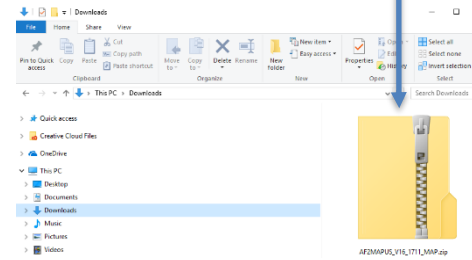 Downloads
File Home Share View
Pin to Quick access
Copy
Paste
Cut
Copy path
Paste shortcut
Clipboard
Move to
Copy to
Delete
Rename
Organize
New folder
New item
Easy access
New
Properties
Edit
History
Open
Select all
Select none
Invert selection
Select
This PC Downloads
Search Downloads
Quick access
Creative Cloud Files
OneDrive
This PC
Desktop
Documents
Downloads
Music
Pictures
Videos
AF2MAPUS_V16_1711_MAP.zip